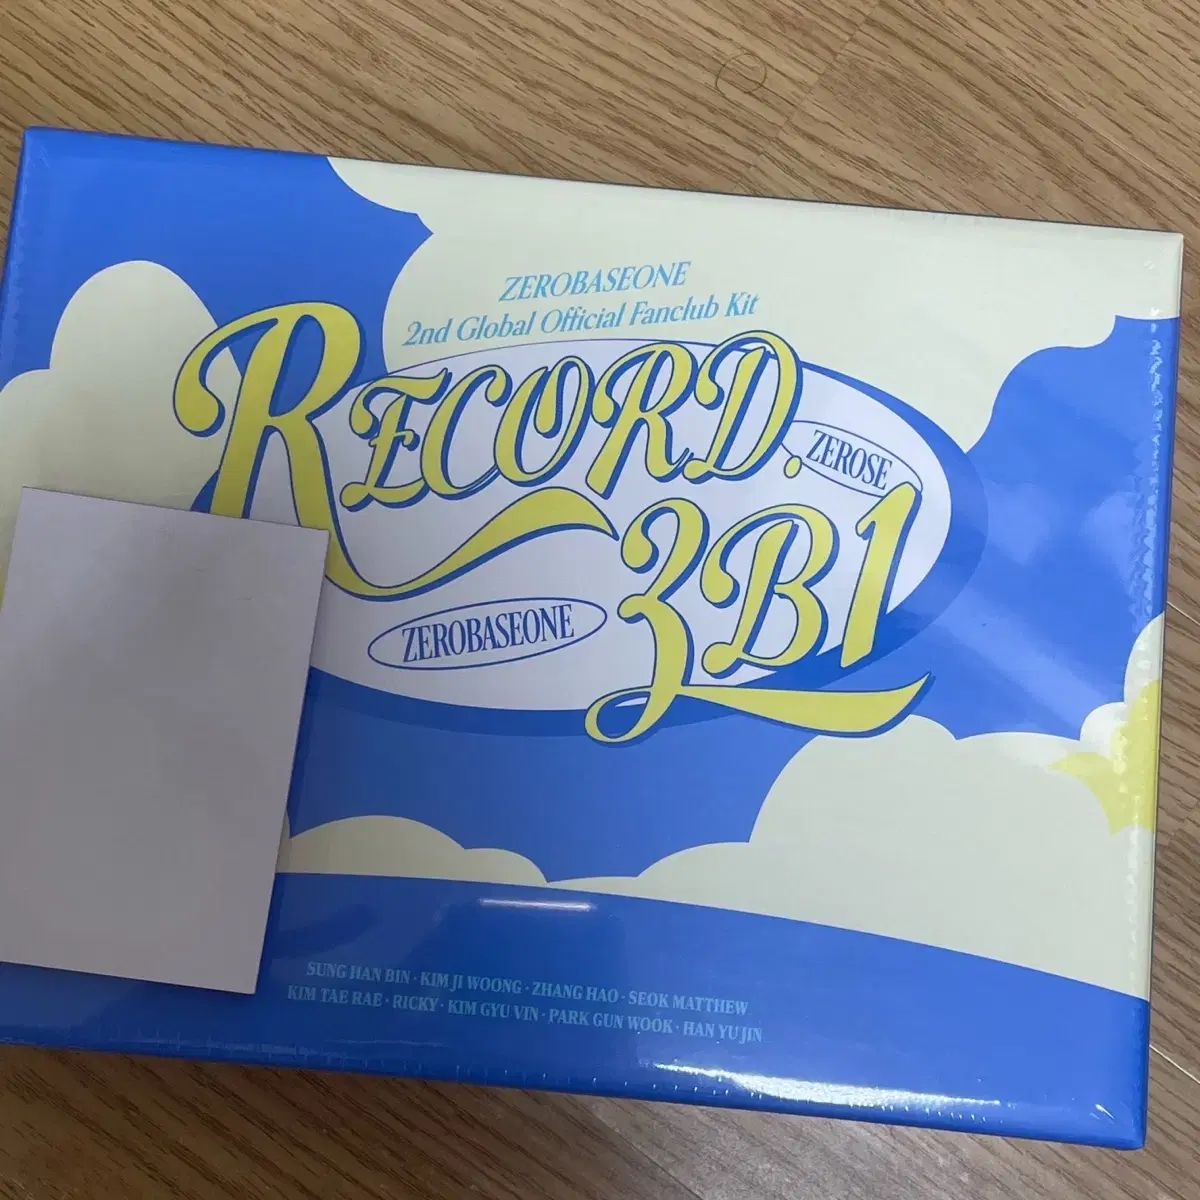 ZEROBASEONE
2nd Global Official Fanclub Kit
RECORD.
ZEROSE
ZB1
ZEROBASEONE
SUNG HAN BIN · KIM JI WOONG · ZHANG HAO · SEOK MATTHEW
KIM TAE RAE · RICKY · KIM GYU VIN · PARK GUN WOOK · HAN YU JIN